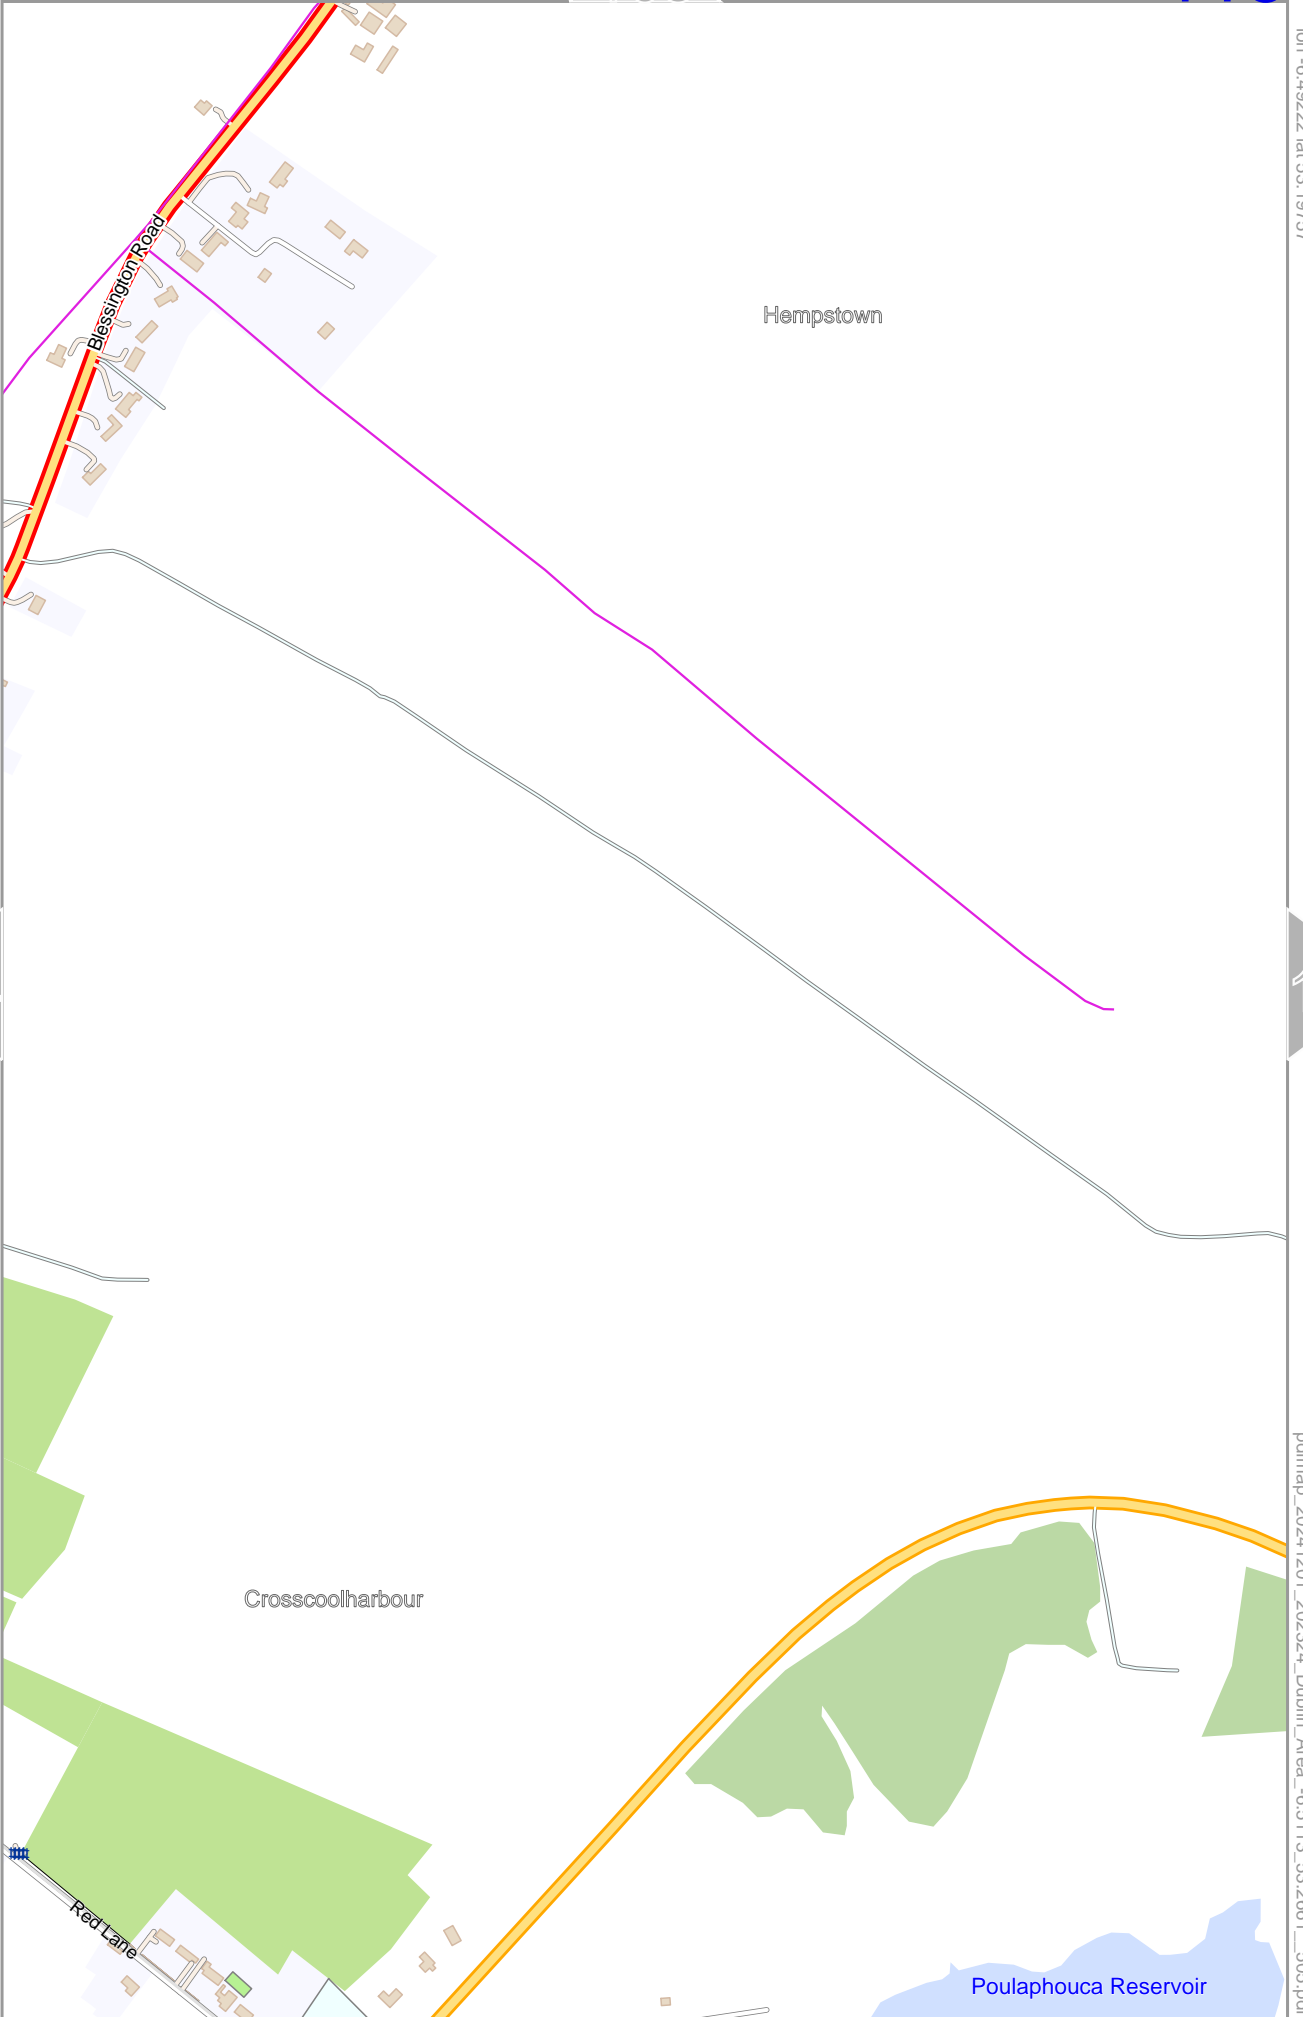 Blessington Road
Hempstown
Crosscoolharbour
Red Lane
Poulaphouca Reservoir